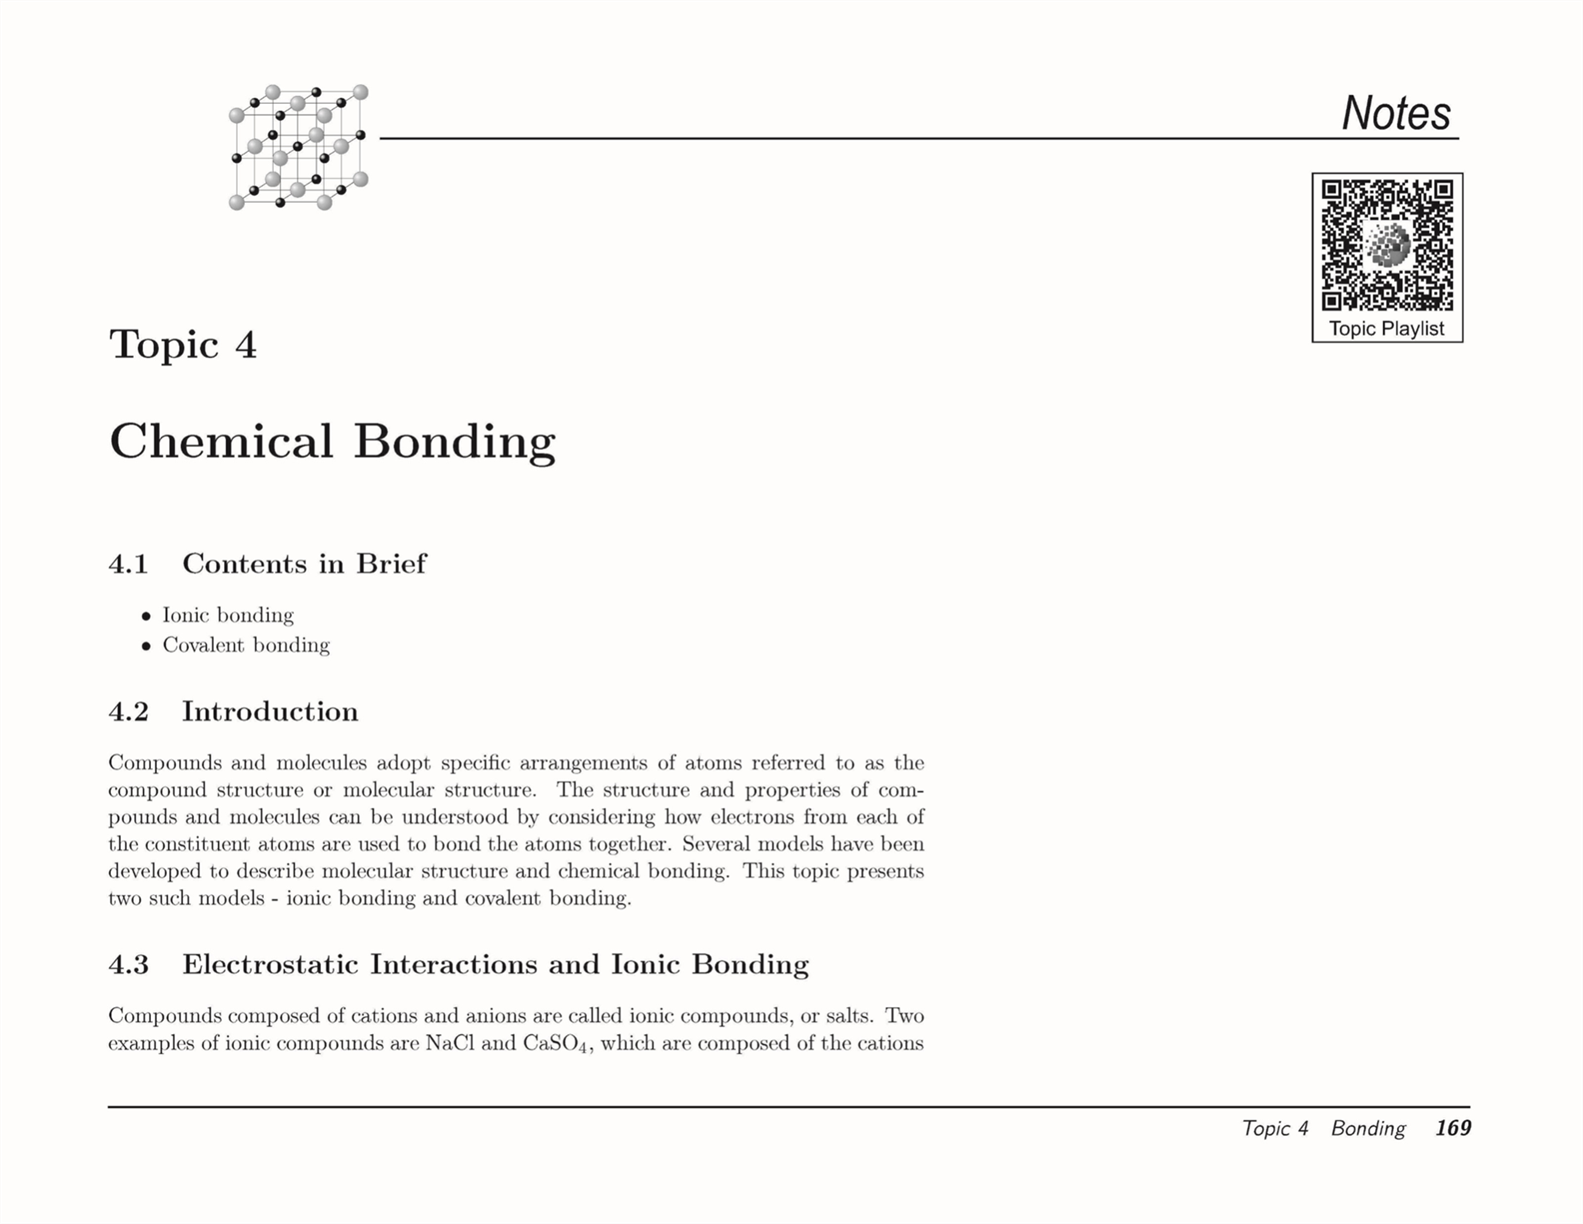 Notes
Topic Playlist
Topic 4
Chemical Bonding
4.1 Contents in Brief
• Ionic bonding
• Covalent bonding
4.2 Introduction
Compounds and molecules adopt specific arrangements of atoms referred to as the
compound structure or molecular structure. The structure and properties of com-
pounds and molecules can be understood by considering how electrons from each of
the constituent atoms are used to bond the atoms together. Several models have been
developed to describe molecular structure and chemical bonding. This topic presents
two such models - ionic bonding and covalent bonding.
4.3 Electrostatic Interactions and Ionic Bonding
Compounds composed of cations and anions are called ionic compounds, or salts. Two
examples of ionic compounds are NaCl and CaSO₄, which are composed of the cations
Topic 4 Bonding 169